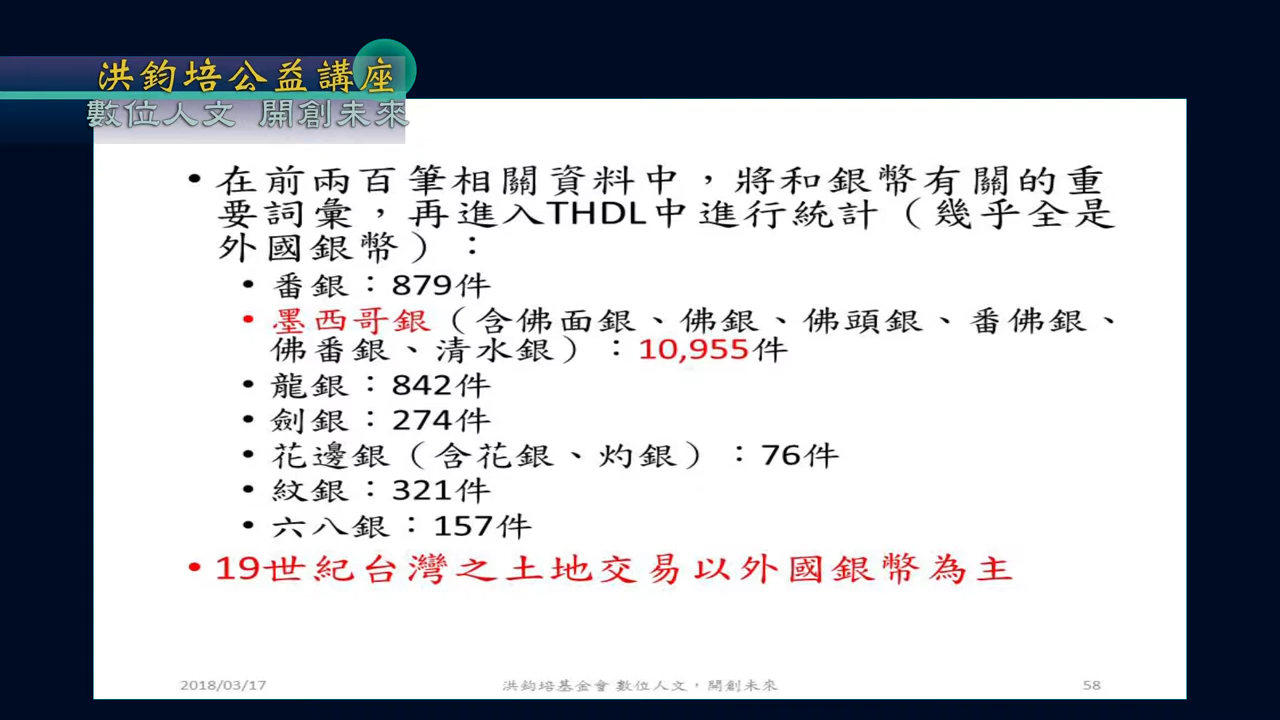 洪鈞培公益講座
數位人文 開創未來
• 在前兩百筆相關資料中，將和銀幣有關的重
要詞彙，再進入THDL中進行統計（幾乎全是
外國銀幣）：
• 番銀：879件
• 墨西哥銀（含佛面銀、佛銀、佛頭銀、番佛銀、
佛番銀、清水銀）：10,955件
• 龍銀：842件
• 劍銀：274件
• 花邊銀（含花銀、灼銀）：76件
• 紋銀：321件
• 六八銀：157件
• 19世紀台灣之土地交易以外國銀幣為主
2018/03/17 洪鈞培基金會 數位人文，開創未來 58